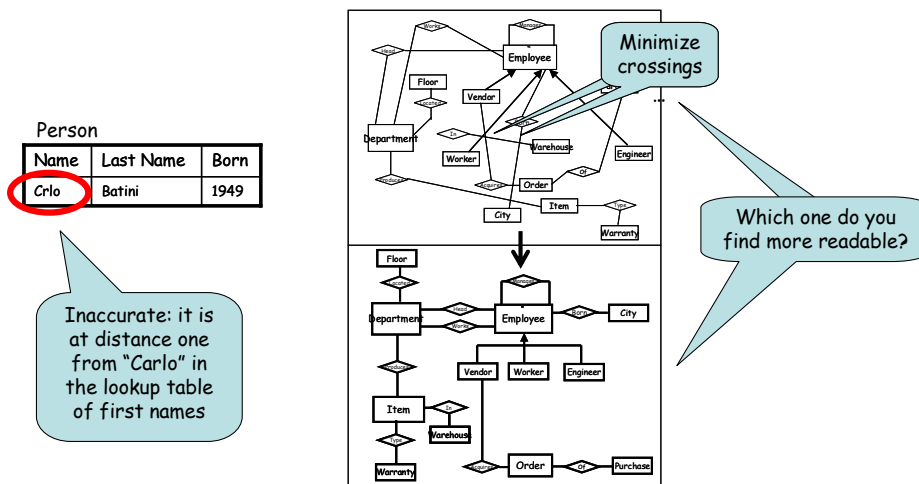 Person
Name Last Name Born
Crlo Batini 1949
Inaccurate: it is
at distance one
from “Carlo” in
the lookup table
of first names
Manages
Works
Head
Employee
Minimize
crossings
Floor
Vendor
Located
Born
In
Department
Warehouse
Worker
Engineer
Produces
Of
Acquires
Order
Item
Type
City
Warranty
...
Which one do you
find more readable?
Floor
Manages
Located
Head
Born
City
Department
Employee
Works
Vendor
Worker
Engineer
Produces
Item
In
Warehouse
Type
Warranty
Acquires
Order
Of
Purchase